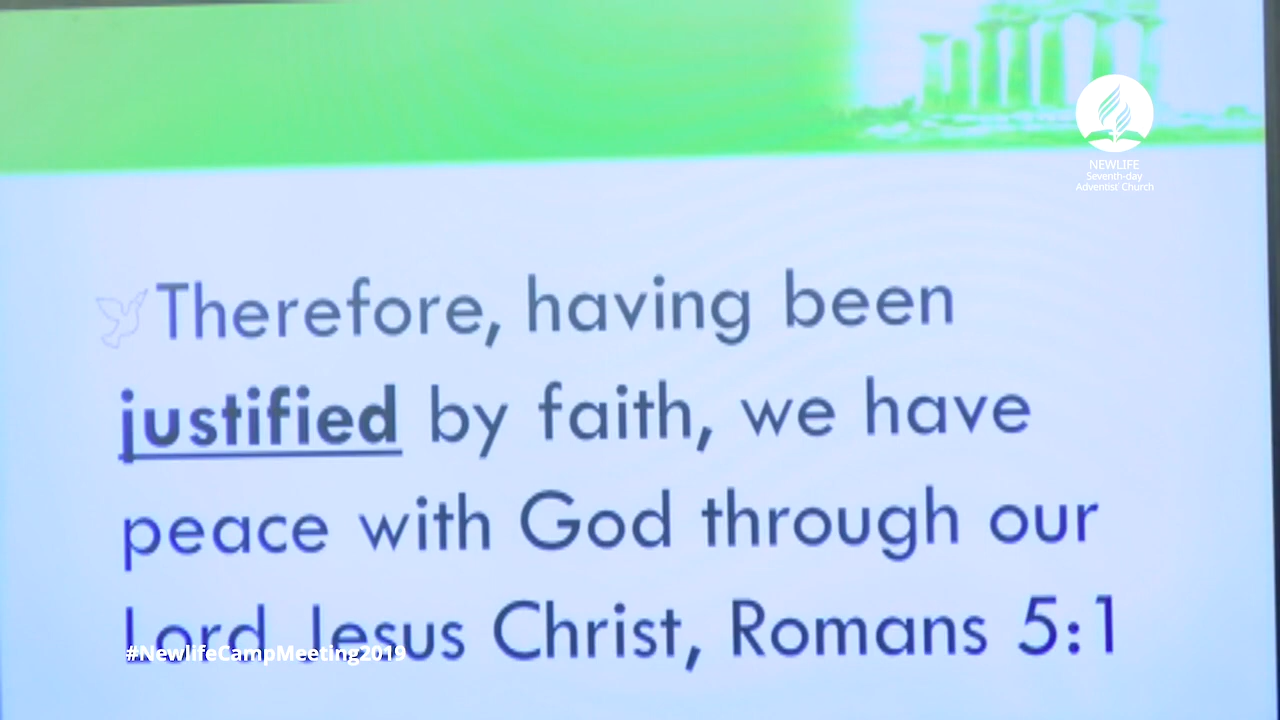 NEWLIFE
Seventh-day
Adventist Church
Therefore, having been
justified by faith, we have
peace with God through our
Lord Jesus Christ, Romans 5:1
#NewlifeCampMeeting2019